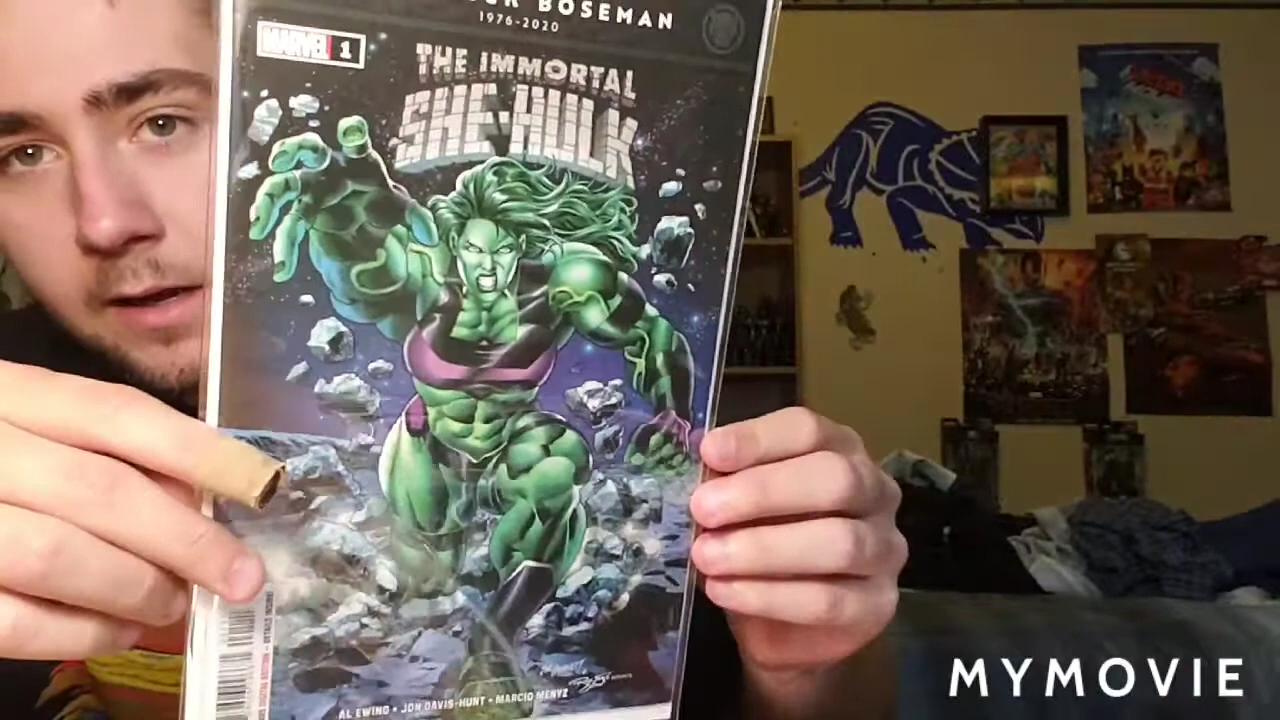 BOSEMAN
1976-2020
MARVEL 1
THE IMMORTAL
SHE-HULK
AL EWING • JON DAVIS-HUNT • MARCIO MENYZ
MYMOVIE